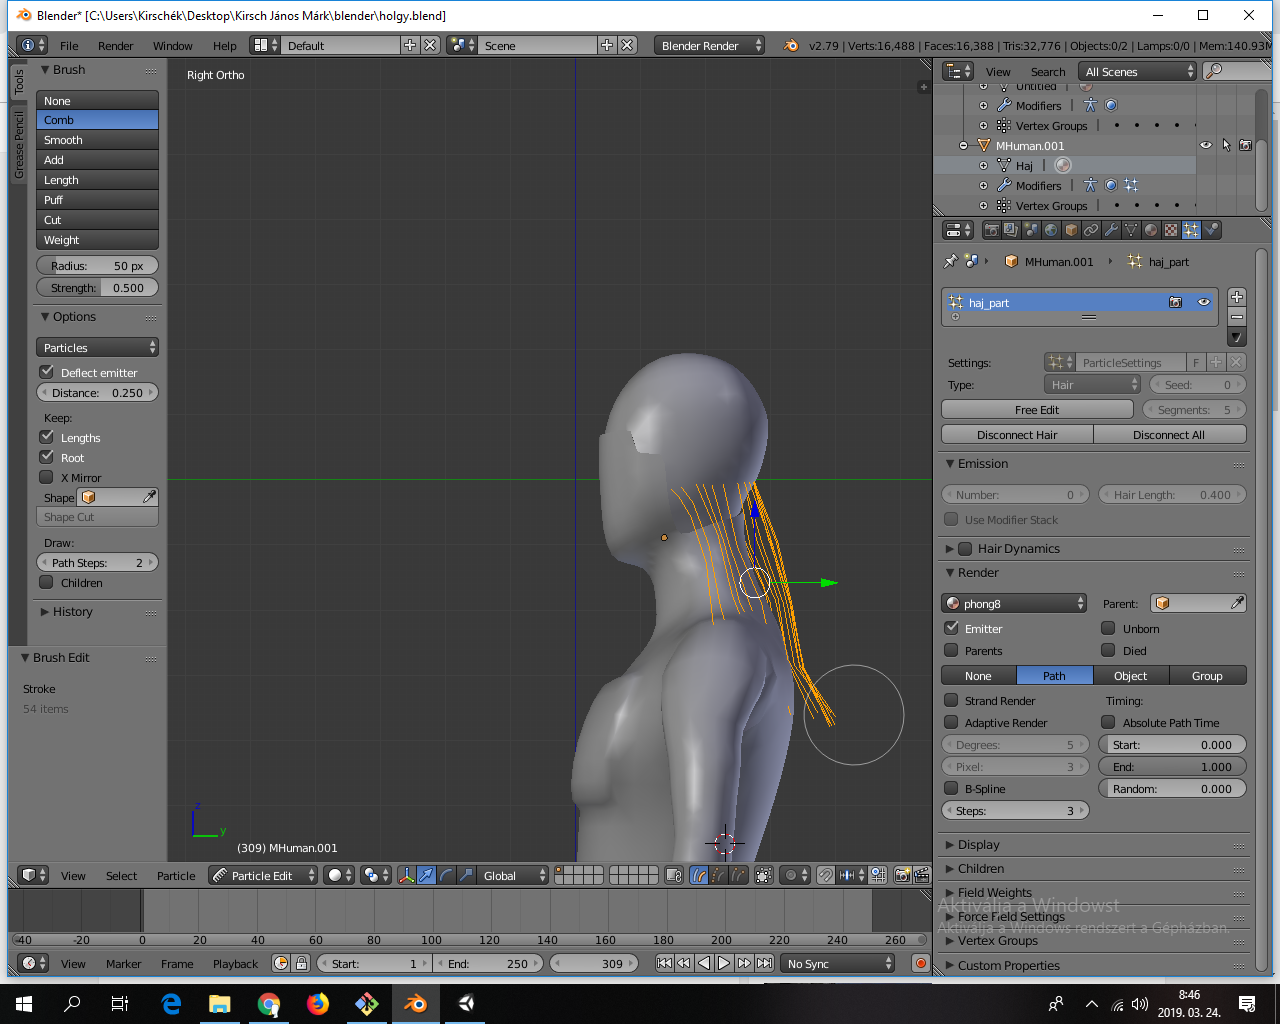 Blender* [C:\Users\Kirschék\Desktop\Kirsch János Márk\blender\holgy.blend]
File Render Window Help Default Scene Blender Render v2.79 | Verts:16,488 | Faces:16,388 | Tris:32,776 | Objects:0/2 | Lamps:0/0 | Mem:140.93M
Tools
Grease Pencil
Brush
None
Comb
Smooth
Add
Length
Puff
Cut
Weight
Radius: 50 px
Strength: 0.500
Options
Particles
Deflect emitter
Distance: 0.250
Keep:
Lengths
Root
X Mirror
Shape
Shape Cut
Draw:
Path Steps: 2
Children
History
Brush Edit
Stroke
54 items
Right Ortho
z
y
(309) MHuman.001
View Select Particle Particle Edit Global
-40 -20 0 20 40 60 80 100 120 140 160 180 200 220 240 260
View Marker Frame Playback Start: 1 End: 250 309 No Sync
View Search All Scenes
Untitled
Modifiers
Vertex Groups
MHuman.001
Haj
Modifiers
Vertex Groups
MHuman.001 haj_part
haj_part
Settings: ParticleSettings F
Type: Hair Seed: 0
Free Edit Segments: 5
Disconnect Hair Disconnect All
Emission
Number: 0 Hair Length: 0.400
Use Modifier Stack
Hair Dynamics
Render
phong8 Parent:
Emitter Unborn
Parents Died
None Path Object Group
Strand Render Timing:
Adaptive Render Absolute Path Time
Degrees: 5 Start: 0.000
Pixel: 3 End: 1.000
B-Spline Random: 0.000
Steps: 3
Display
Children
Field Weights
Aktiválja a Windowst
Force Field Settings
Aktiválja a Windows rendszert a Gépházban.
Vertex Groups
Custom Properties
8:46
2019. 03. 24.